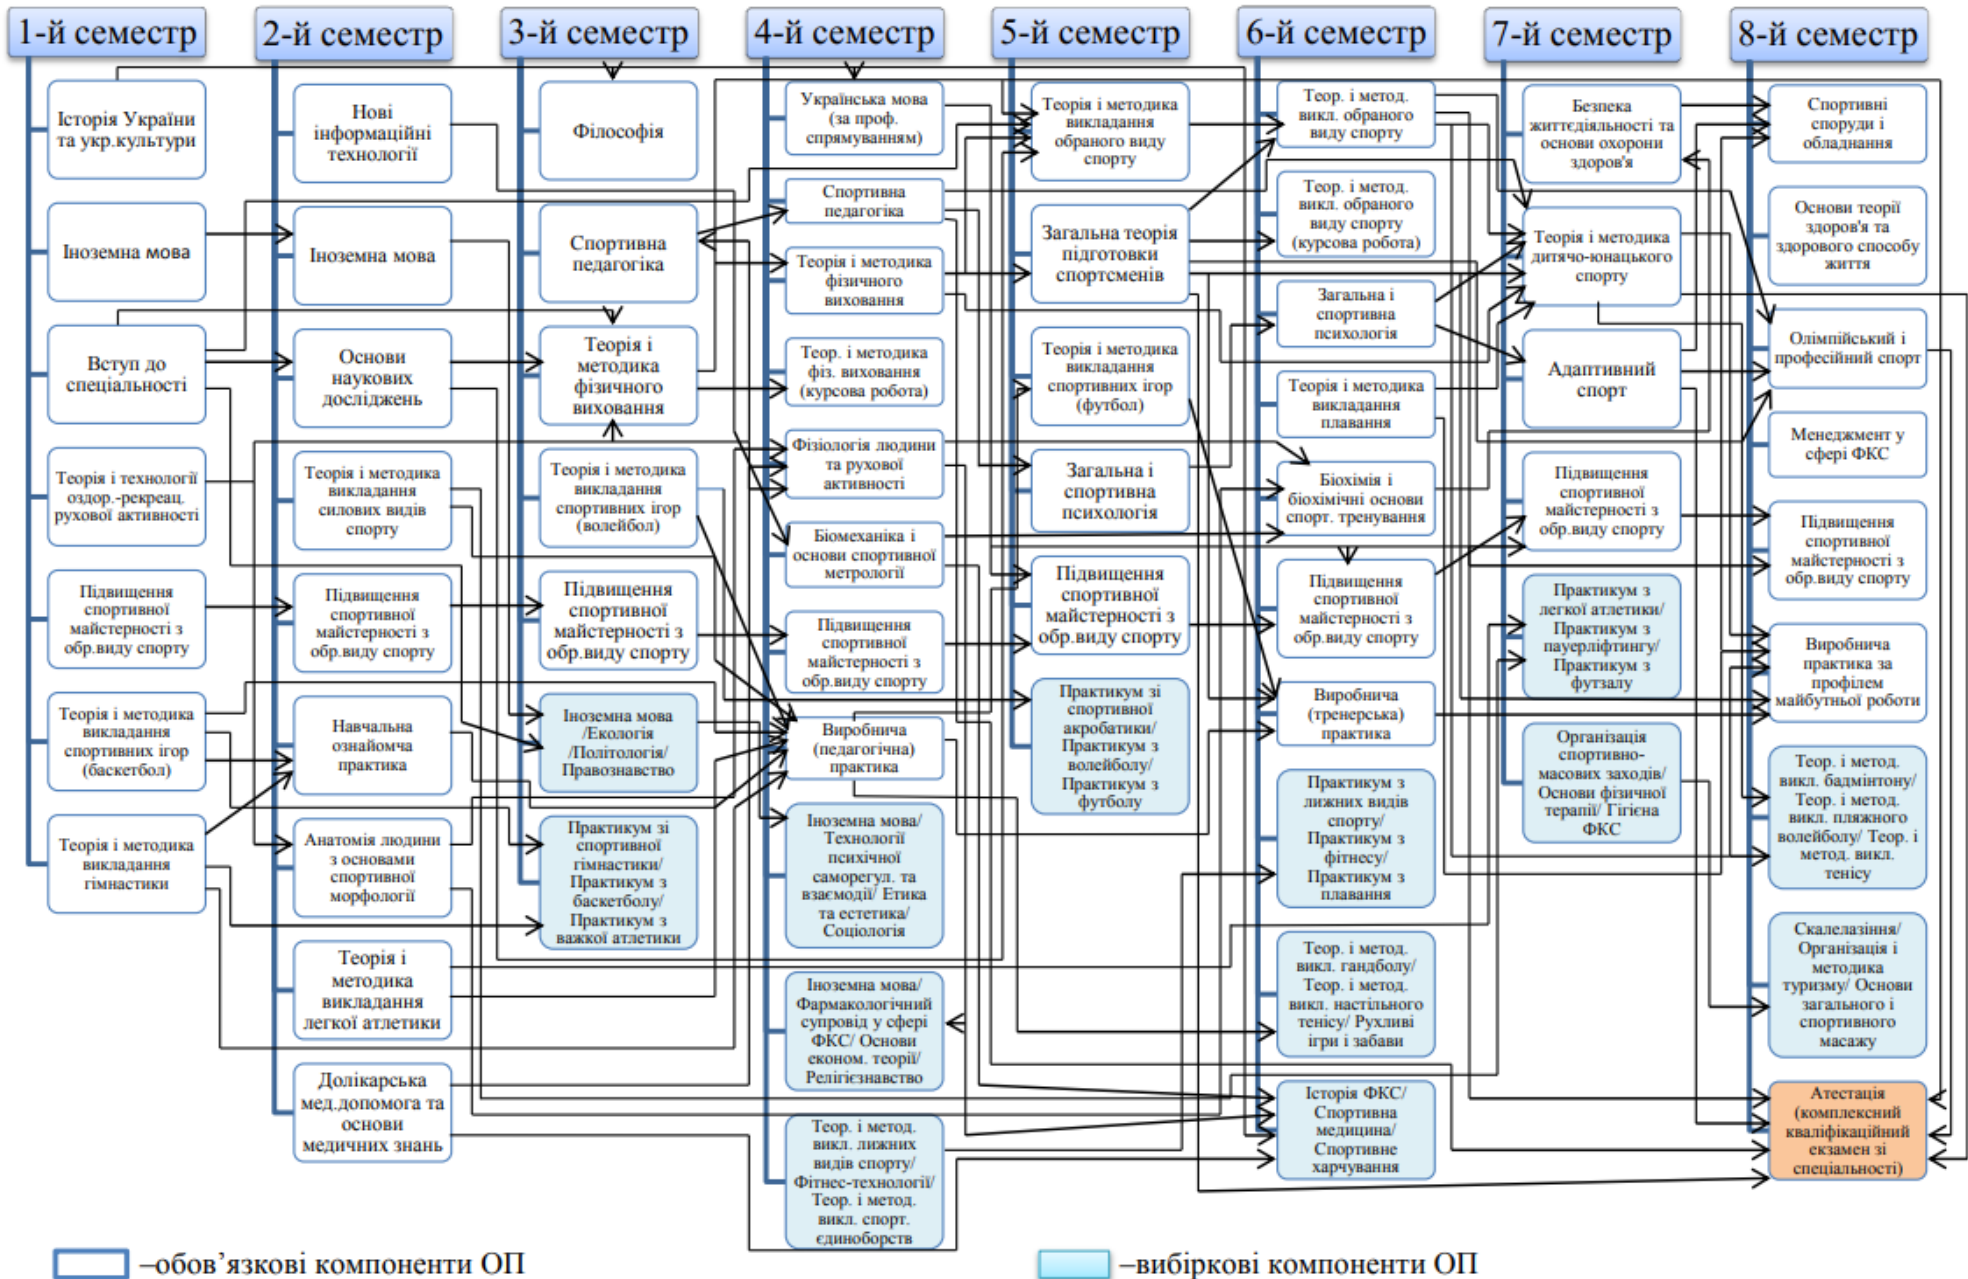 1-й семестр
Історія України
та укр.культури
Іноземна мова
Вступ до
спеціальності
Теорія і технології
оздор.-рекреац.
рухової активності
Підвищення
спортивної
майстерності з
обр.виду спорту
Теорія і методика
викладання
спортивних ігор
(баскетбол)
Теорія і методика
викладання
гімнастики
2-й семестр
Нові
інформаційні
технології
Іноземна мова
Основи
наукових
досліджень
Теорія і методика
викладання
силових видів
спорту
Підвищення
спортивної
майстерності з
обр.виду спорту
Навчальна
ознайомча
практика
Анатомія людини
з основами
спортивної
морфології
Теорія і
методика
викладання
легкої атлетики
Долікарська
мед.допомога та
основи
медичних знань
3-й семестр
Філософія
Спортивна
педагогіка
Теорія і
методика
фізичного
виховання
Теорія і методика
викладання
спортивних ігор
(волейбол)
Підвищення
спортивної
майстерності з
обр.виду спорту
Іноземна мова
/Екологія
/Політологія/
Правознавство
Практикум зі
спортивної
гімнастики/
Практикум з
баскетболу/
Практикум з
важкої атлетики
4-й семестр
Українська мова
(за проф.
спрямуванням)
Спортивна
педагогіка
Теорія і методика
фізичного
виховання
Теор. і методика
фіз. виховання
(курсова робота)
Фізіологія людини
та рухової
активності
Біомеханіка і
основи спортивної
метрології
Підвищення
спортивної
майстерності з
обр.виду спорту
Виробнича
(педагогічна)
практика
Іноземна мова/
Технології
психічної
саморегул. та
взаємодії/ Етика
та естетика/
Соціологія
Іноземна мова/
Фармакологічний
супровід у сфері
ФКС/ Основи
економ. теорії/
Релігієзнавство
Теор. і метод.
викл. лижних
видів спорту/
Фітнес-технології/
Теор. і метод.
викл. спорт.
єдиноборств
5-й семестр
Теорія і методика
викладання
обраного виду
спорту
Загальна теорія
підготовки
спортсменів
Теорія і методика
викладання
спортивних ігор
(футбол)
Загальна і
спортивна
психологія
Підвищення
спортивної
майстерності з
обр.виду спорту
Практикум зі
спортивної
акробатики/
Практикум з
волейболу/
Практикум з
футболу
6-й семестр
Теор. і метод.
викл. обраного
виду спорту
Теор. і метод.
викл. обраного
виду спорту
(курсова робота)
Загальна і
спортивна
психологія
Теорія і методика
викладання
плавання
Біохімія і
біохімічні основи
спорт. тренування
Підвищення
спортивної
майстерності з
обр.виду спорту
Виробнича
(тренерська)
практика
Практикум з
лижних видів
спорту/
Практикум з
фітнесу/
Практикум з
плавання
Теор. і метод.
викл. гандболу/
Теор. і метод.
викл. настільного
тенісу/ Рухливі
ігри і забави
Історія ФКС/
Спортивна
медицина/
Спортивне
харчування
7-й семестр
Безпека
життєдіяльності та
основи охорони
здоров'я
Теорія і методика
дитячо-юнацького
спорту
Адаптивний
спорт
Підвищення
спортивної
майстерності з
обр.виду спорту
Практикум з
легкої атлетики/
Практикум з
пауерліфтингу/
Практикум з
футзалу
Організація
спортивно-
масових заходів/
Основи фізичної
терапії/ Гігієна
ФКС
8-й семестр
Спортивні
споруди і
обладнання
Основи теорії
здоров'я та
здорового способу
життя
Олімпійський і
професійний спорт
Менеджмент у
сфері ФКС
Підвищення
спортивної
майстерності з
обр.виду спорту
Виробнича
практика за
профілем
майбутньої роботи
Теор. і метод.
викл. бадмінтону/
Теор. і метод.
викл. пляжного
волейболу/ Теор. і
метод. викл.
тенісу
Скалелазіння/
Організація і
методика
туризму/ Основи
загального і
спортивного
масажу
Атестація
(комплексний
кваліфікаційний
екзамен зі
спеціальності)
–обов’язкові компоненти ОП
–вибіркові компоненти ОП